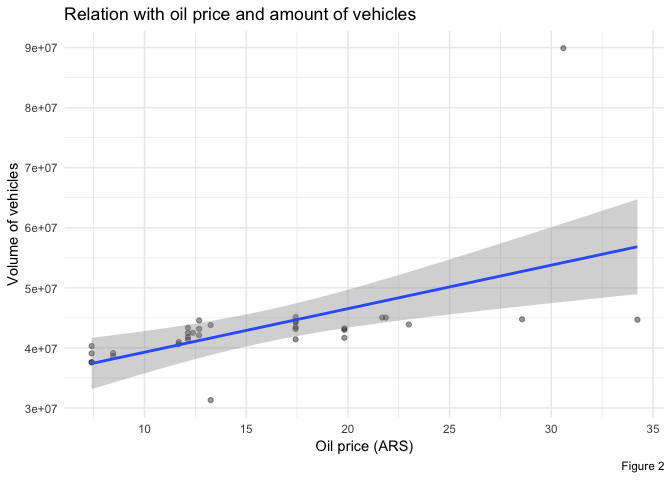 Relation with oil price and amount of vehicles
Volume of vehicles
9e+07
8e+07
7e+07
6e+07
5e+07
4e+07
3e+07
10 15 20 25 30 35
Oil price (ARS)
Figure 2